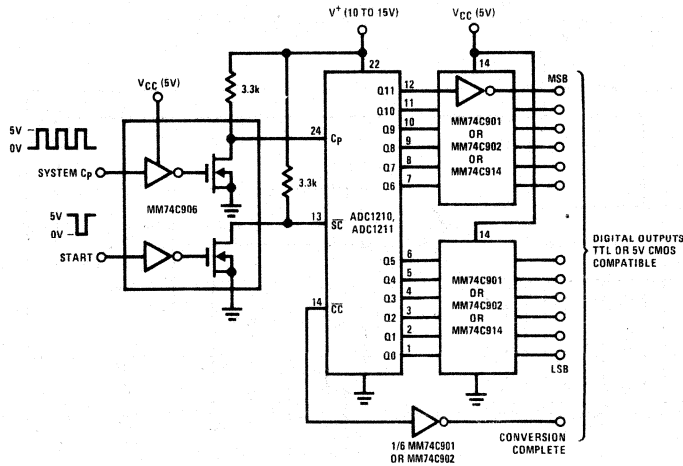 V+ (10 TO 15V)
VCC (5V)
VCC (5V)
22
14
3.3k
12
Q11
MSB
11
Q10
10
Q9
9
Q8
8
Q7
7
Q6
MM74C901
OR
MM74C902
OR
MM74C914
5V
0V
24
CP
SYSTEM CP
3.3k
MM74C906
5V
0V
13
SC
ADC1210,
ADC1211
START
14
DIGITAL OUTPUTS
TTL OR 5V CMOS
COMPATIBLE
6
Q5
5
Q4
4
Q3
3
Q2
2
Q1
1
Q0
MM74C901
OR
MM74C902
OR
MM74C914
14
CC
LSB
1/6 MM74C901
OR MM74C902
CONVERSION
COMPLETE